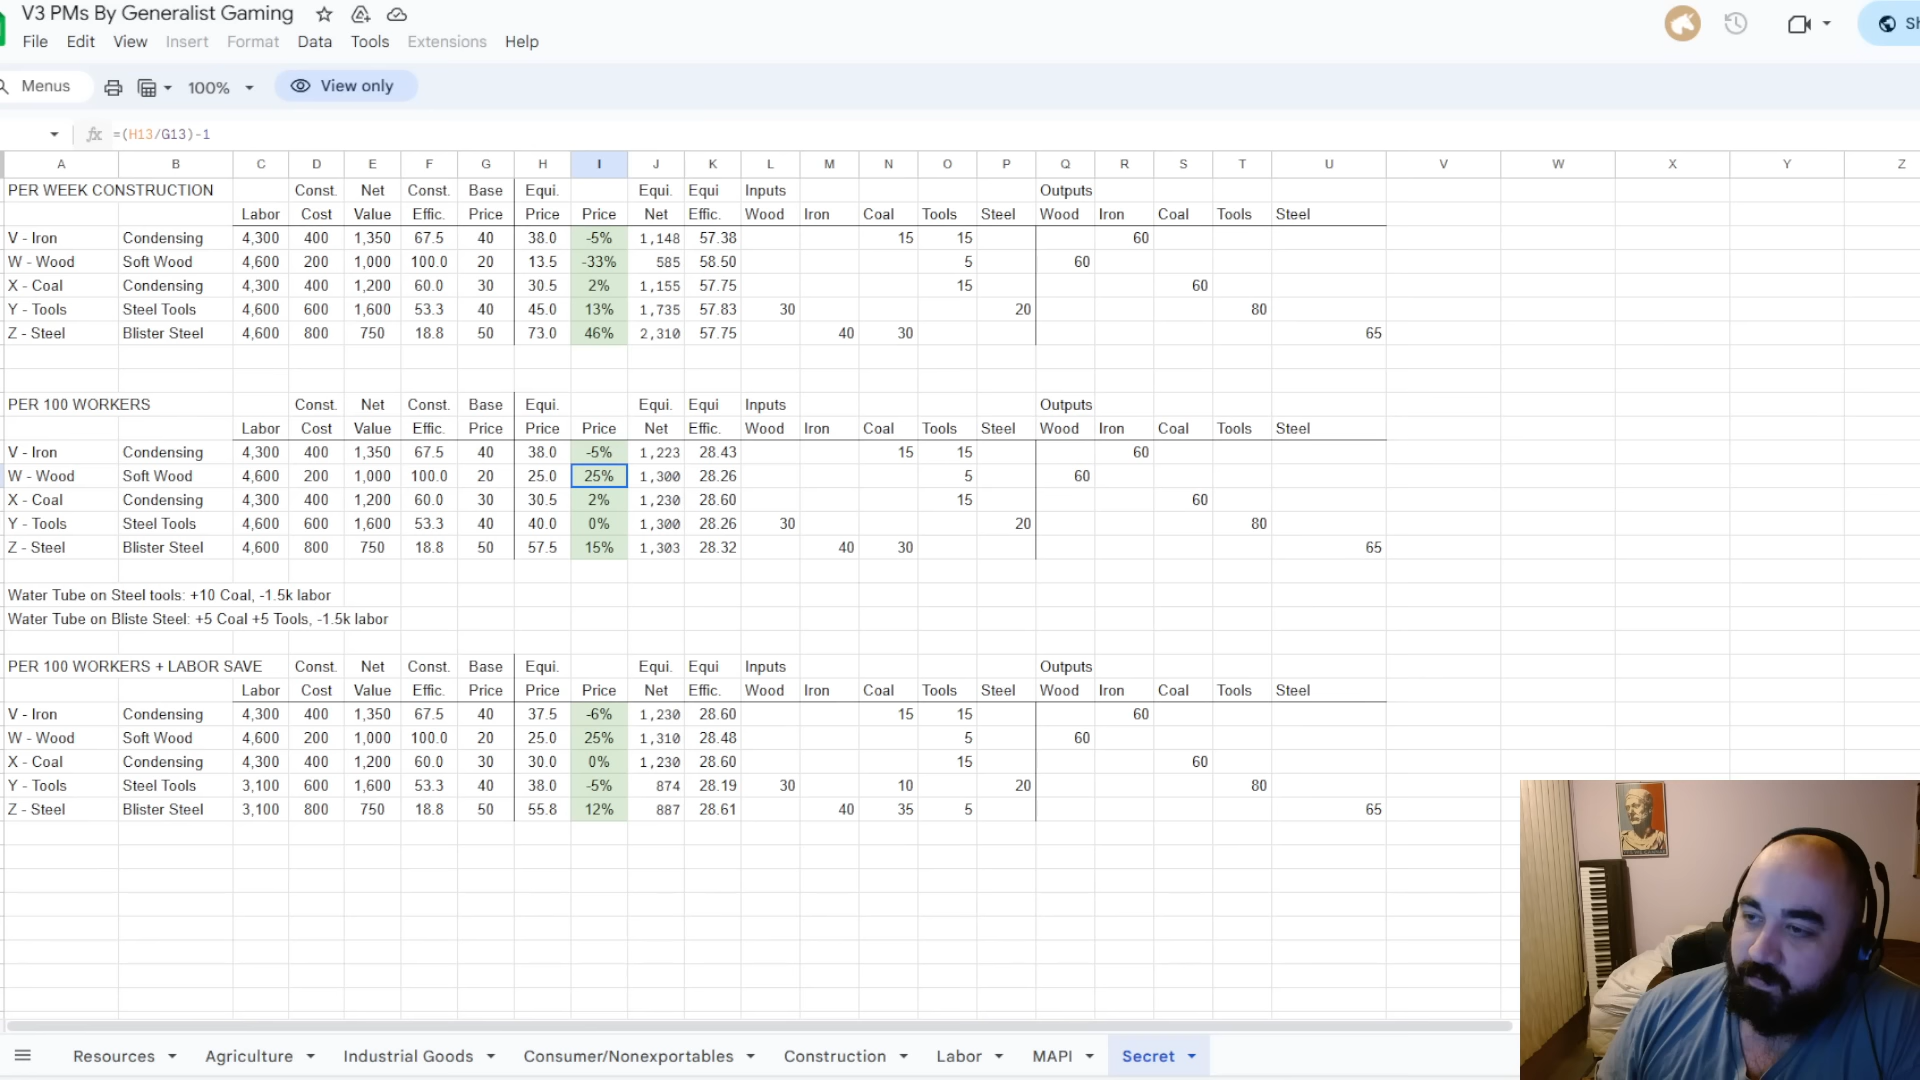 V3 PMs By Generalist Gaming
File Edit View Insert Format Data Tools Extensions Help
Menus 100% View only
fx =(H13/G13)-1
A B C D E F G H I J K L M N O P Q R S T U V W X Y Z
PER WEEK CONSTRUCTION Const. Net Const. Base Equi. Equi. Equi Inputs Outputs
Labor Cost Value Effic. Price Price Price Net Effic. Wood Iron Coal Tools Steel Wood Iron Coal Tools Steel
V - Iron Condensing 4,300 400 1,350 67.5 40 38.0 -5% 1,148 57.38 15 15 60
W - Wood Soft Wood 4,600 200 1,000 100.0 20 13.5 -33% 585 58.50 5 60
X - Coal Condensing 4,300 400 1,200 60.0 30 30.5 2% 1,155 57.75 15 60
Y - Tools Steel Tools 4,600 600 1,600 53.3 40 45.0 13% 1,735 57.83 30 20 80
Z - Steel Blister Steel 4,600 800 750 18.8 50 73.0 46% 2,310 57.75 40 30 65
PER 100 WORKERS Const. Net Const. Base Equi. Equi. Equi Inputs Outputs
Labor Cost Value Effic. Price Price Price Net Effic. Wood Iron Coal Tools Steel Wood Iron Coal Tools Steel
V - Iron Condensing 4,300 400 1,350 67.5 40 38.0 -5% 1,223 28.43 15 15 60
W - Wood Soft Wood 4,600 200 1,000 100.0 20 25.0 25% 1,300 28.26 5 60
X - Coal Condensing 4,300 400 1,200 60.0 30 30.5 2% 1,230 28.60 15 60
Y - Tools Steel Tools 4,600 600 1,600 53.3 40 40.0 0% 1,300 28.26 30 20 80
Z - Steel Blister Steel 4,600 800 750 18.8 50 57.5 15% 1,303 28.32 40 30 65
Water Tube on Steel tools: +10 Coal, -1.5k labor
Water Tube on Bliste Steel: +5 Coal +5 Tools, -1.5k labor
PER 100 WORKERS + LABOR SAVE Const. Net Const. Base Equi. Equi. Equi Inputs Outputs
Labor Cost Value Effic. Price Price Price Net Effic. Wood Iron Coal Tools Steel Wood Iron Coal Tools Steel
V - Iron Condensing 4,300 400 1,350 67.5 40 37.5 -6% 1,230 28.60 15 15 60
W - Wood Soft Wood 4,600 200 1,000 100.0 20 25.0 25% 1,310 28.48 5 60
X - Coal Condensing 4,300 400 1,200 60.0 30 30.0 0% 1,230 28.60 15 60
Y - Tools Steel Tools 3,100 600 1,600 53.3 40 38.0 -5% 874 28.19 30 10 20 80
Z - Steel Blister Steel 3,100 800 750 18.8 50 55.8 12% 887 28.61 40 35 5 65
Resources Agriculture Industrial Goods Consumer/Nonexportables Construction Labor MAPI Secret